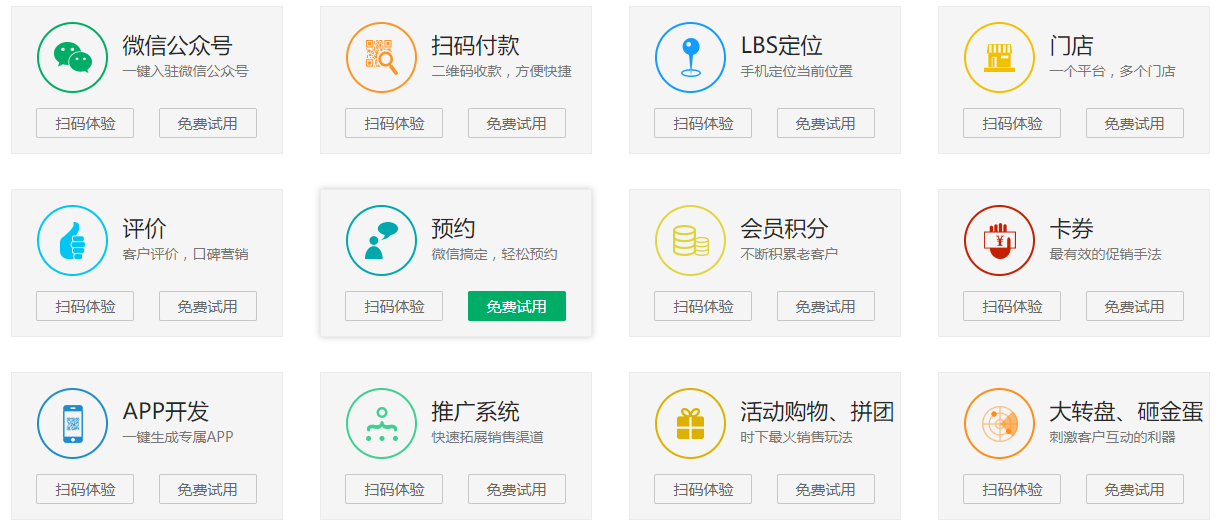 微信公众号
一键入驻微信公众号
扫码体验
免费试用
扫码付款
二维码收款，方便快捷
扫码体验
免费试用
LBS定位
手机定位当前位置
扫码体验
免费试用
门店
一个平台，多个门店
扫码体验
免费试用
评价
客户评价，口碑营销
扫码体验
免费试用
预约
微信搞定，轻松预约
扫码体验
免费试用
会员积分
不断积累老客户
扫码体验
免费试用
卡券
最有效的促销手法
扫码体验
免费试用
APP开发
一键生成专属APP
扫码体验
免费试用
推广系统
快速拓展销售渠道
扫码体验
免费试用
活动购物、拼团
时下最火销售玩法
扫码体验
免费试用
大转盘、砸金蛋
刺激客户互动的利器
扫码体验
免费试用